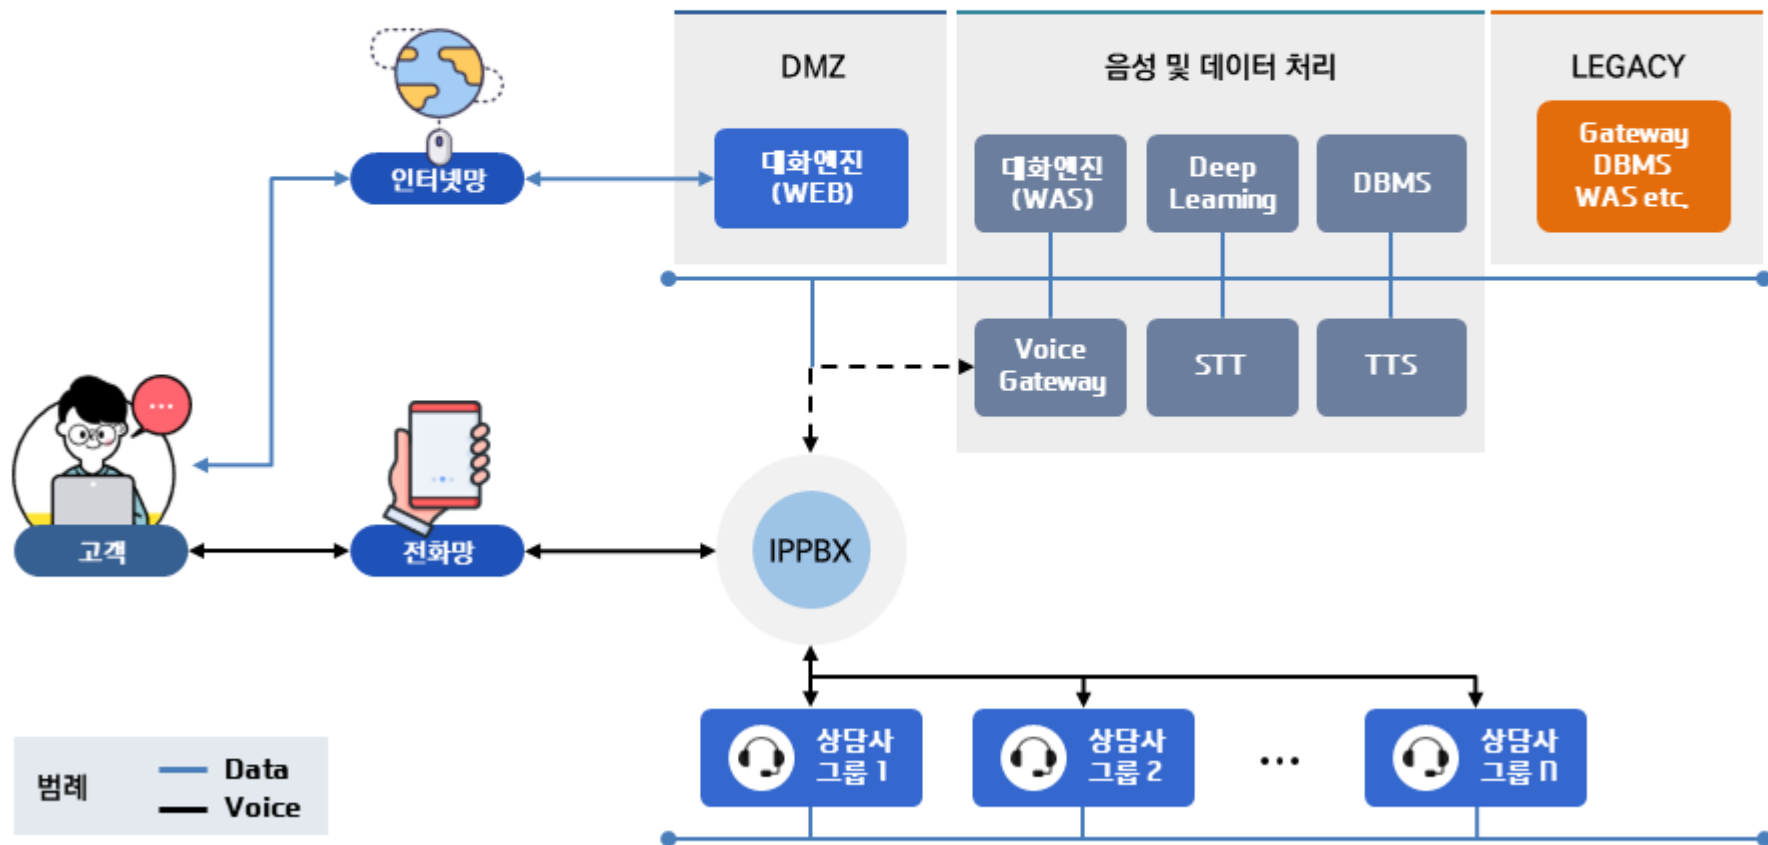 DMZ
음성 및 데이터 처리
LEGACY
인터넷망
대화엔진
(WEB)
대화엔진
(WAS)
Deep
Learning
DBMS
Gateway
DBMS
WAS etc.
Voice
Gateway
STT
TTS
...
고객
전화망
IPPBX
상담사
그룹 1
상담사
그룹 2
...
상담사
그룹 N
범례
Data
Voice